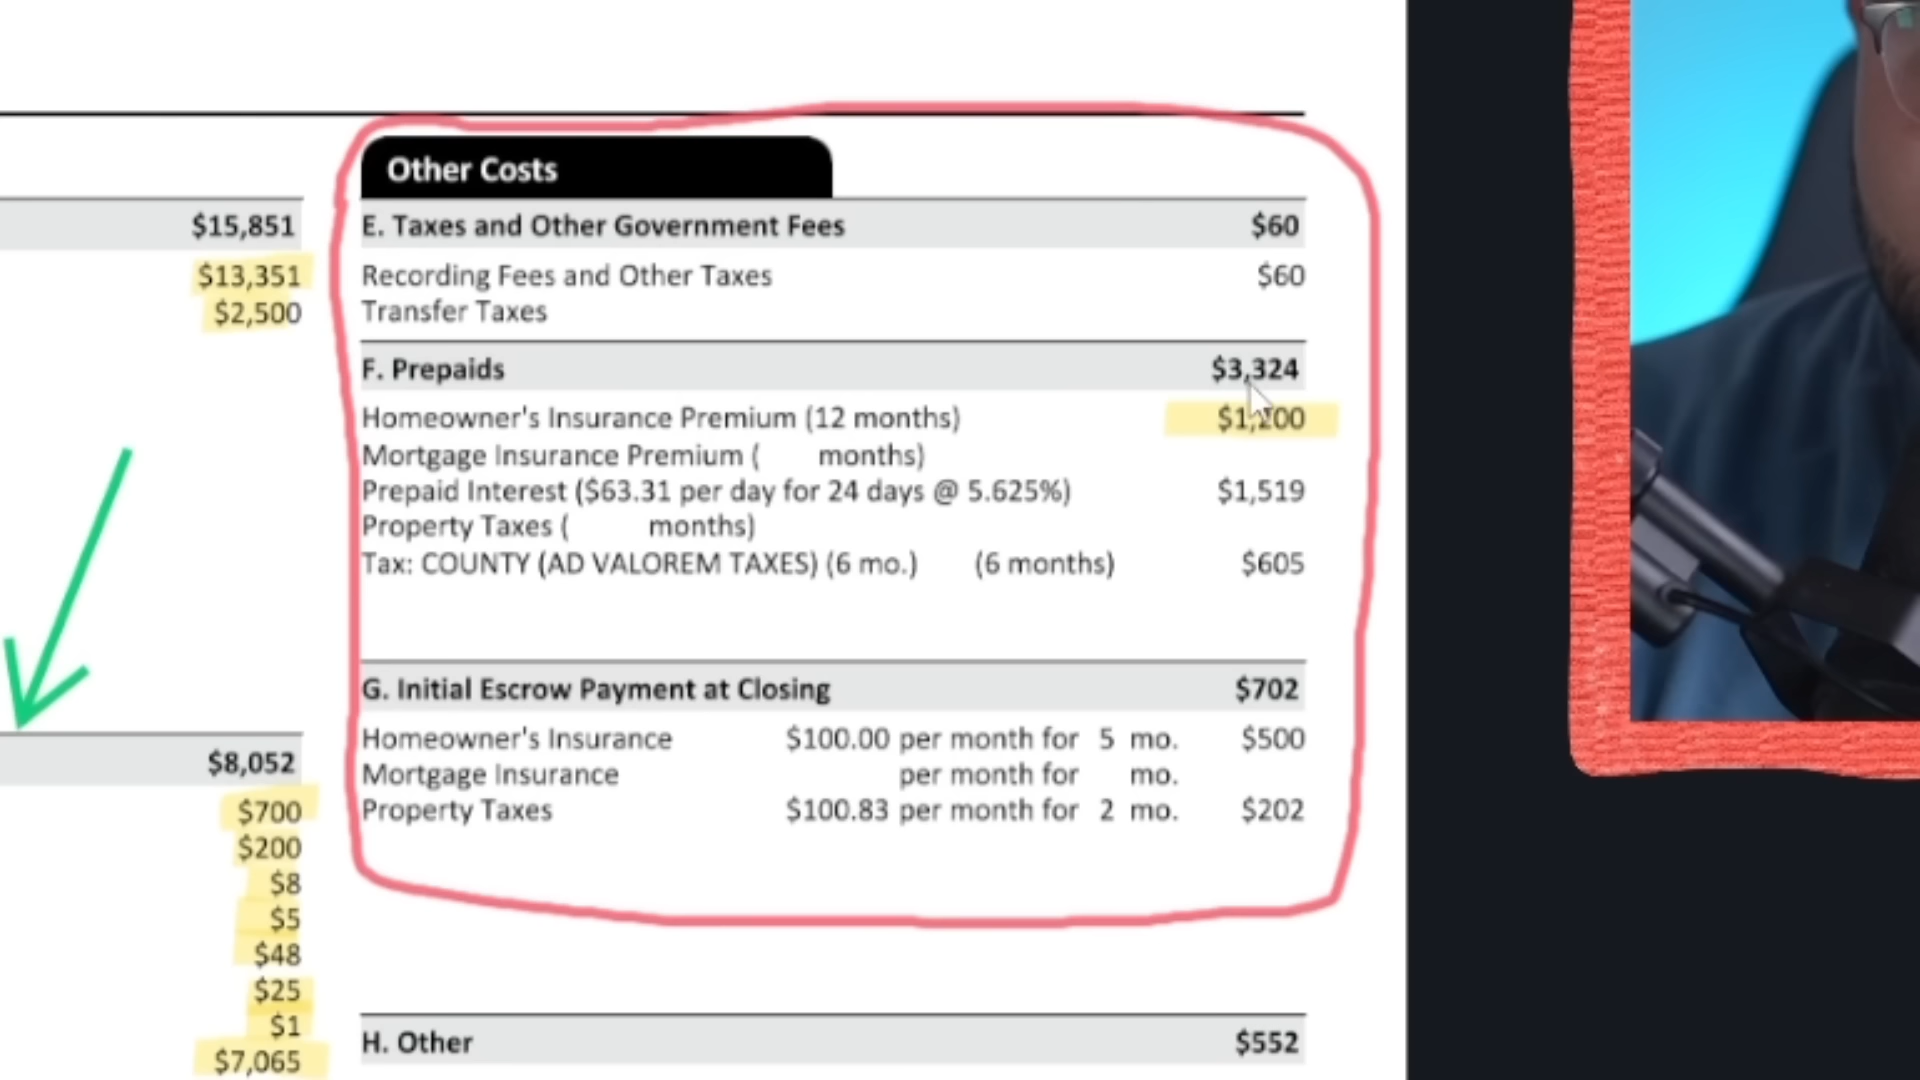 $15,851
$13,351
$2,500
$8,052
$700
$200
$8
$5
$48
$25
$1
$7,065
Other Costs
E. Taxes and Other Government Fees $60
Recording Fees and Other Taxes $60
Transfer Taxes
F. Prepaids $3,324
Homeowner's Insurance Premium (12 months) $1,200
Mortgage Insurance Premium ( months)
Prepaid Interest ($63.31 per day for 24 days @ 5.625%) $1,519
Property Taxes ( months)
Tax: COUNTY (AD VALOREM TAXES) (6 mo.) (6 months) $605
G. Initial Escrow Payment at Closing $702
Homeowner's Insurance $100.00 per month for 5 mo. $500
Mortgage Insurance per month for mo.
Property Taxes $100.83 per month for 2 mo. $202
H. Other $552